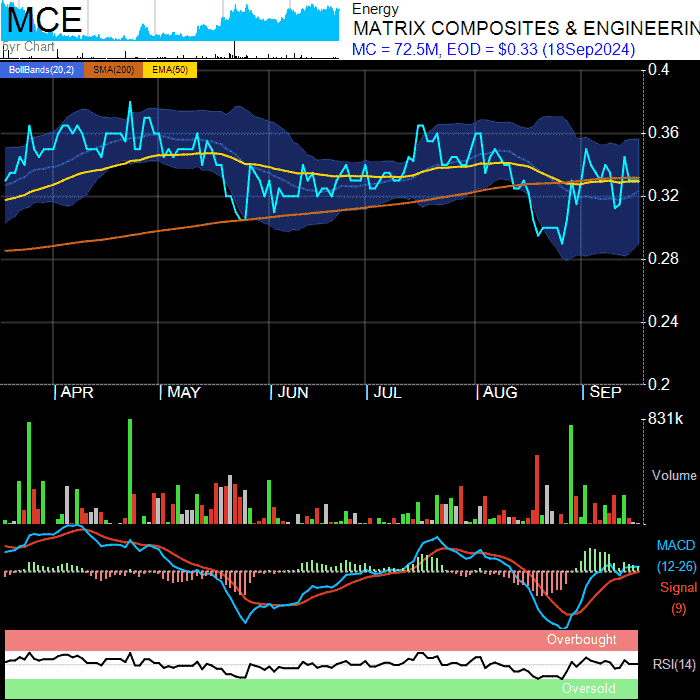 MCE
5yr Chart
Energy
MATRIX COMPOSITES & ENGINEERIN
MC = 72.5M, EOD = $0.33 (18Sep2024)
BollBands(20,2) SMA(200) EMA(50)
0.4
0.36
0.32
0.28
0.24
0.2
APR MAY JUN JUL AUG SEP
831k
Volume
MACD
(12-26)
Signal
(9)
Overbought
RSI(14)
Oversold